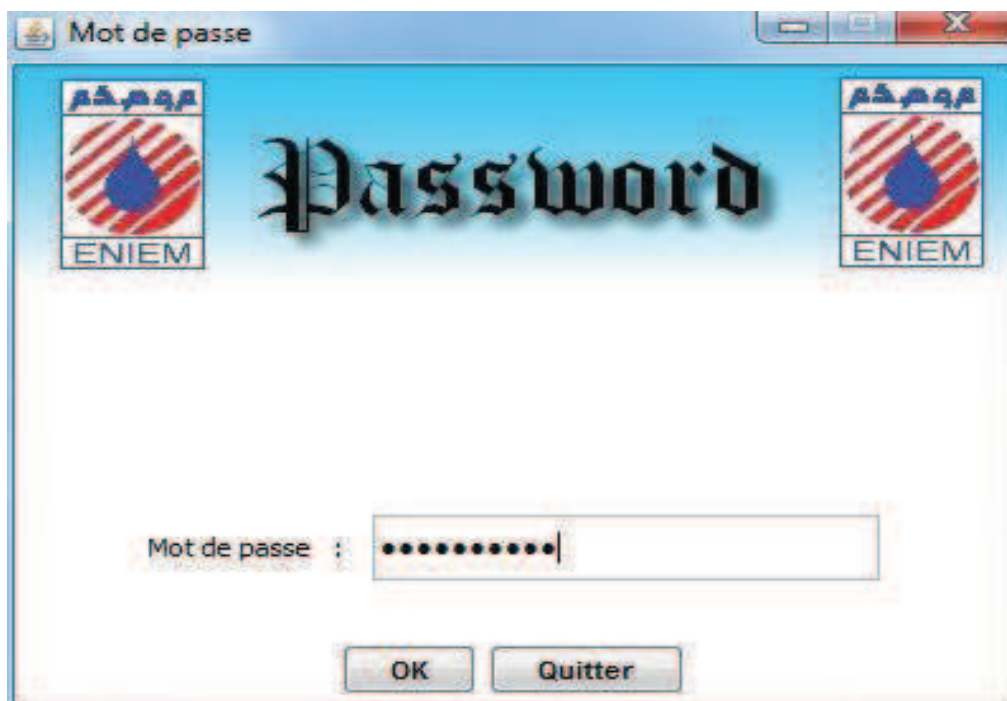 Mot de passe
Password
ENIEM
ENIEM
Mot de passe : ••••••••••
OK Quitter